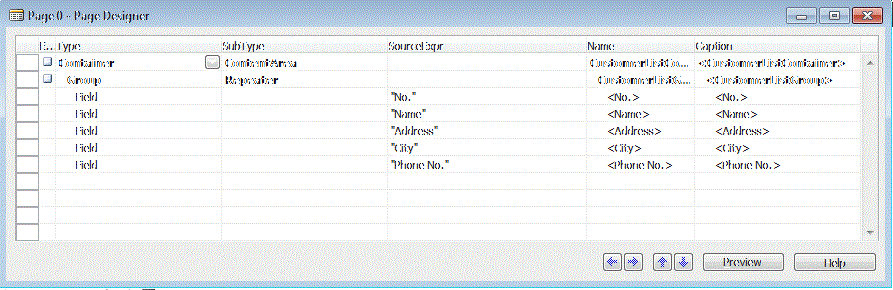 Page 0 - Page Designer
E... Type SubType SourceExpr Name Caption
Container ContentArea CustomerListCo... <CustomerListContainer>
Group Repeater CustomerListG... <CustomerListGroup>
Field "No." <No.> <No.>
Field "Name" <Name> <Name>
Field "Address" <Address> <Address>
Field "City" <City> <City>
Field "Phone No." <Phone No.> <Phone No.>
Preview Help